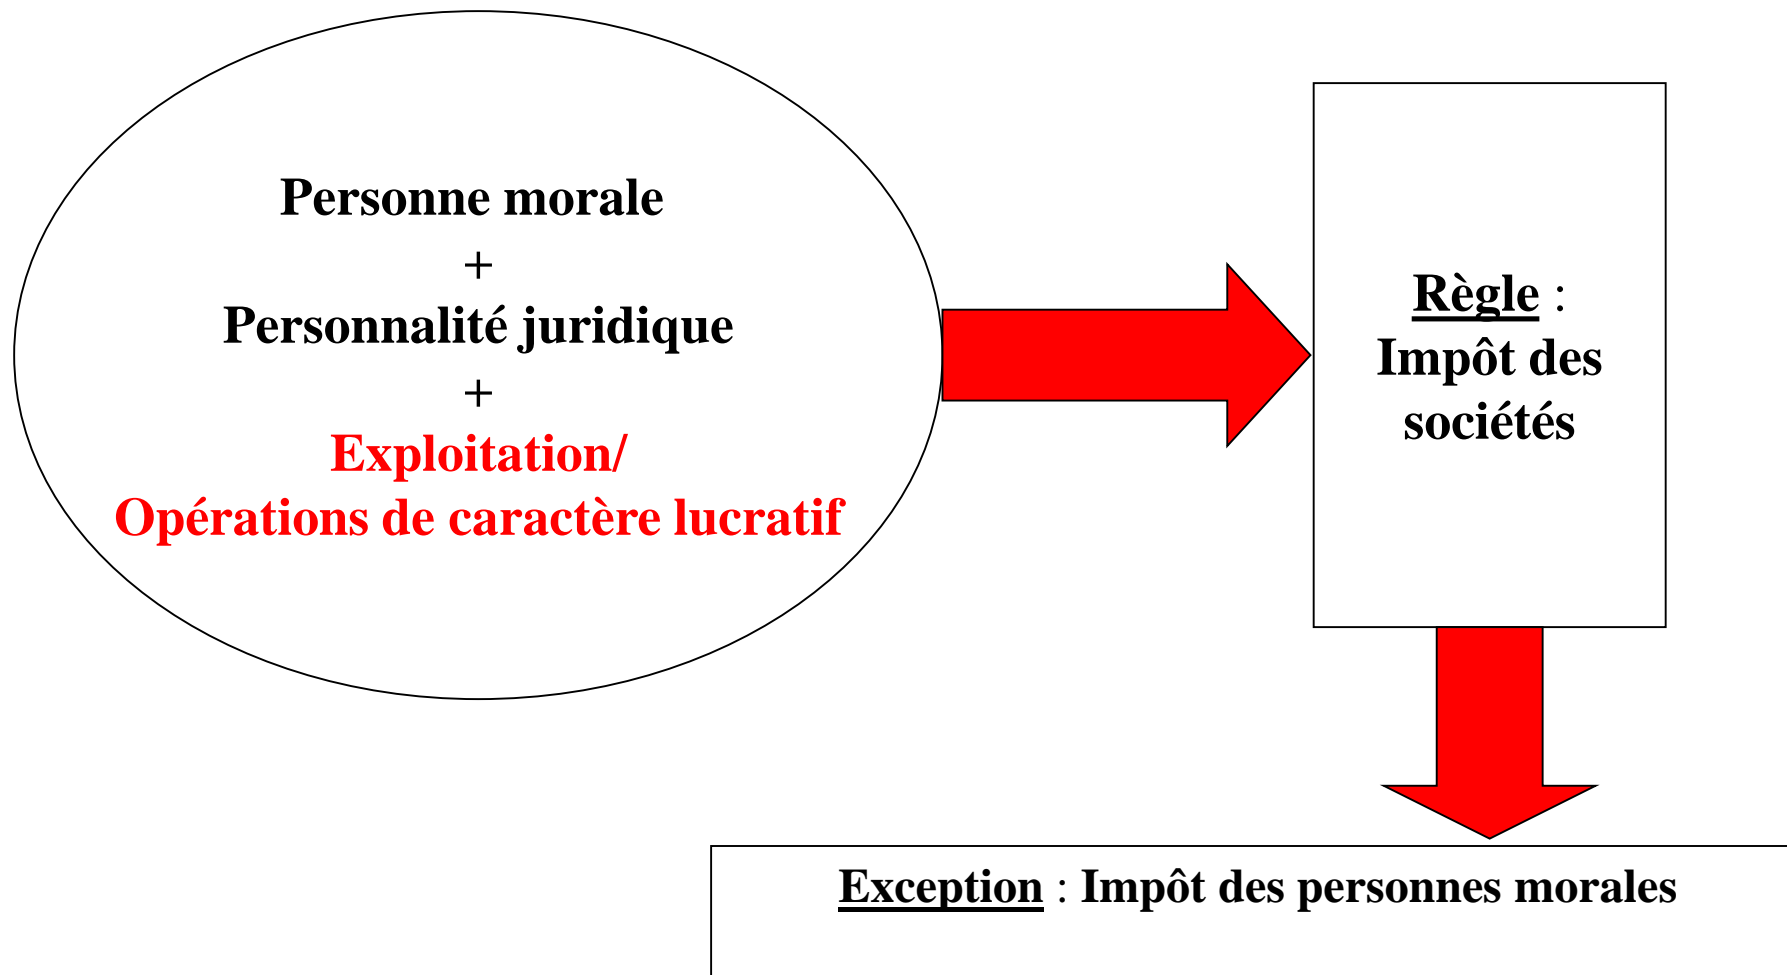 Personne morale
+
Personnalité juridique
+
Exploitation/
Opérations de caractère lucratif
Règle :
Impôt des
sociétés
Exception : Impôt des personnes morales